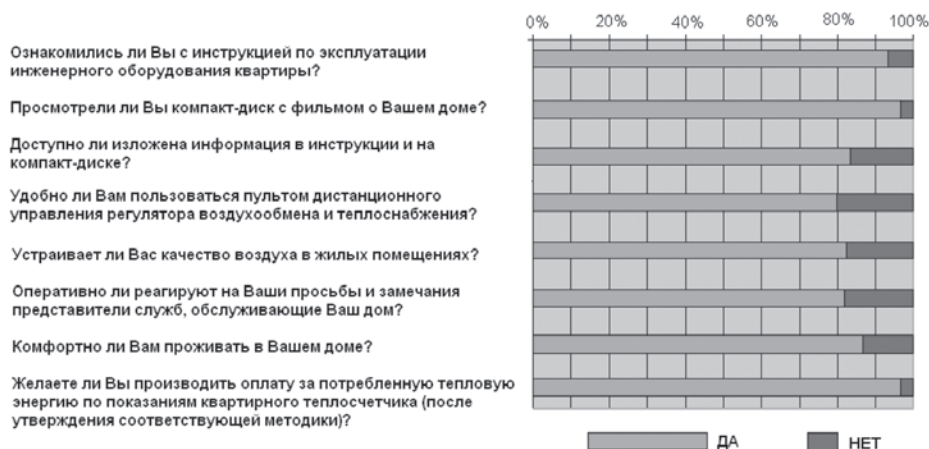 0% 20% 40% 60% 80% 100%
Ознакомились ли Вы с инструкцией по эксплуатации
инженерного оборудования квартиры?
Просмотрели ли Вы компакт-диск с фильмом о Вашем доме?
Доступно ли изложена информация в инструкции и на
компакт-диске?
Удобно ли Вам пользоваться пультом дистанционного
управления регулятора воздухообмена и теплоснабжения?
Устраивает ли Вас качество воздуха в жилых помещениях?
Оперативно ли реагируют на Ваши просьбы и замечания
представители служб, обслуживающие Ваш дом?
Комфортно ли Вам проживать в Вашем доме?
Желаете ли Вы производить оплату за потребленную тепловую
энергию по показаниям квартирного теплосчетчика (после
утверждения соответствующей методики)?
ДА НЕТ